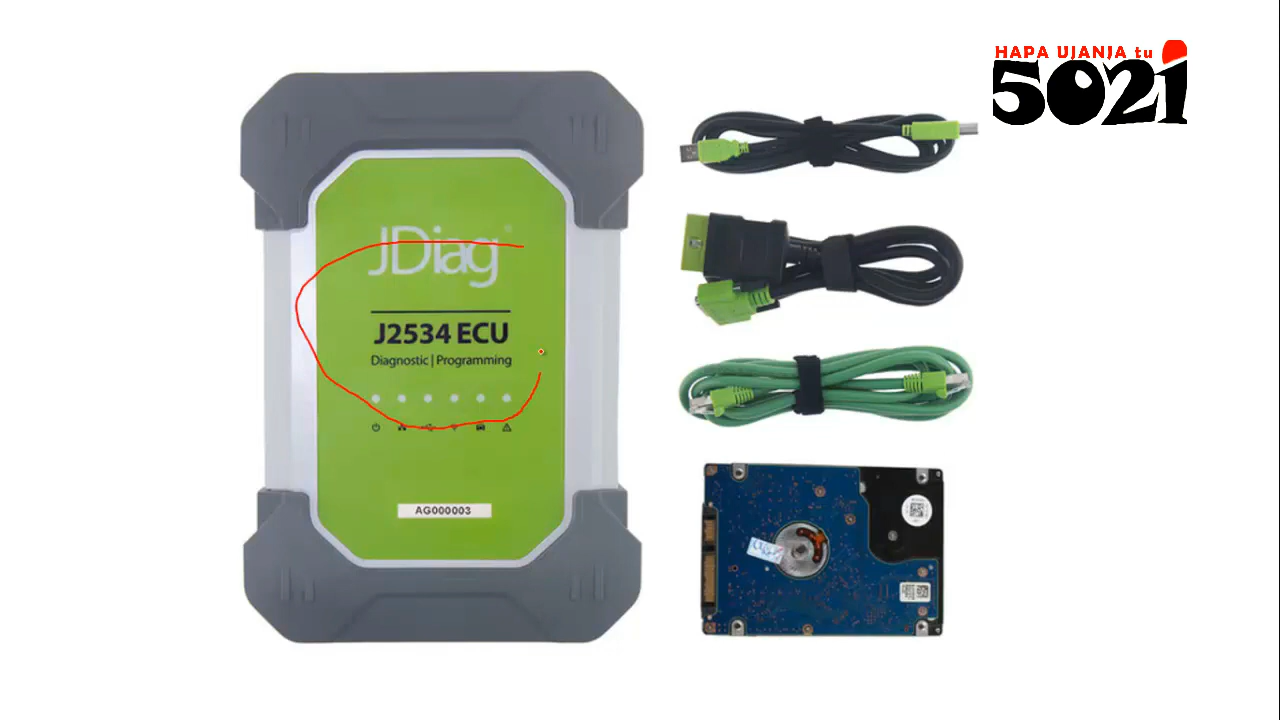 HAPA UJANJA tu
5021
JDiag
J2534 ECU
Diagnostic | Programming
AG000003